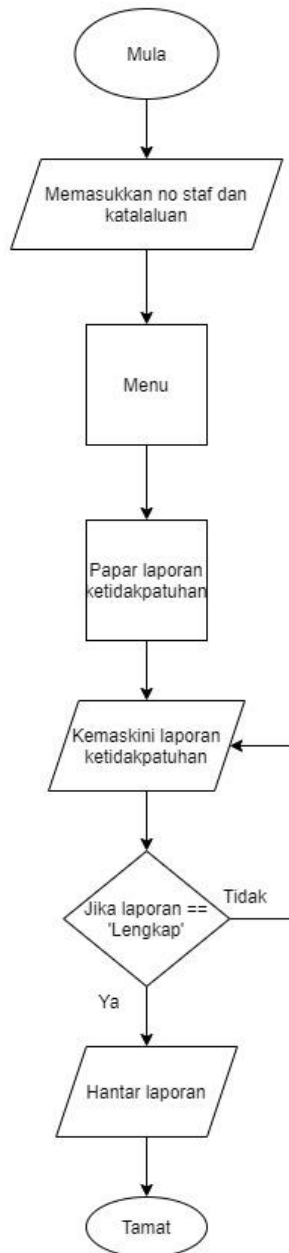 Mula
Memasukkan no staf dan
katalaluan
Menu
Papar laporan
ketidakpatuhan
Kemaskini laporan
ketidakpatuhan
Jika laporan ==
'Lengkap'
Tidak
Ya
Hantar laporan
Tamat